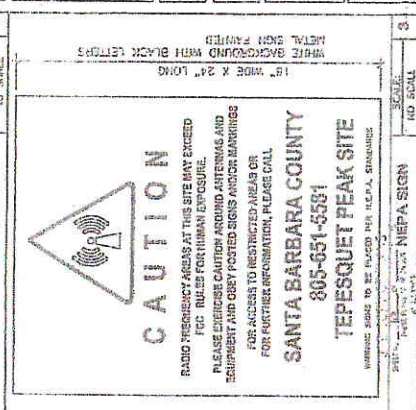 CAUTION
RADIO FREQUENCY AREAS AT THIS SITE MAY EXCEED
FCC RULES FOR HUMAN EXPOSURE.
PLEASE EXERCISE CAUTION AROUND ANTENNAS AND
EQUIPMENT AND OBEY POSTED SIGNS AND/OR MARKINGS
FOR ACCESS TO RESTRICTED AREAS OR
FOR FURTHER INFORMATION, PLEASE CALL
SANTA BARBARA COUNTY
805-651-5581
TEPESQUET PEAK SITE
WARNING SIGNS TO BE PLACED PER N.E.P.A. STANDARDS
18" WIDE X 24" LONG
WHITE BACKGROUND WITH BLACK LETTERS
METAL SIGN PAINTED
NEPA SIGN
SCALE:
NO SCALE
3